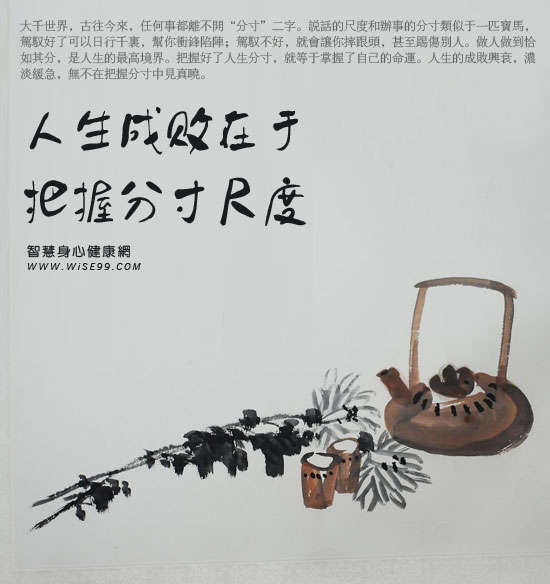 大千世界，古往今來，任何事都離不開“分寸”二字。説話的尺度和辦事的分寸類似于一匹寶馬，
駕馭好了可以日行千裏，幫你衝鋒陷陣；駕馭不好，就會讓你摔跟頭，甚至踢傷别人。做人做到恰
如其分，是人生的最高境界。把握好了人生分寸，就等于掌握了自己的命運。人生的成敗興衰，濃
淡緩急，無不在把握分寸中見真曉。
人生成败在于
把握分寸尺度
智慧身心健康網
WWW.WiSE99.COM